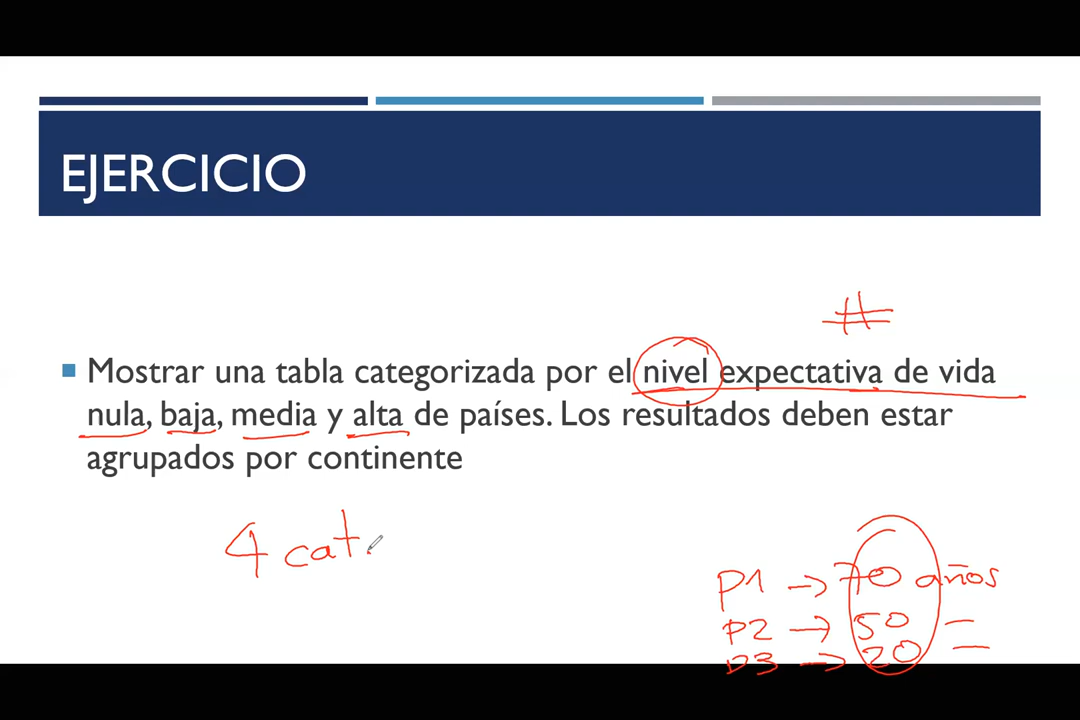 EJERCICIO
#
Mostrar una tabla categorizada por el nivel expectativa de vida
nula, baja, media y alta de países. Los resultados deben estar
agrupados por continente
4 cat
P1 → 70 años
P2 → 50 —
P3 → 20 —